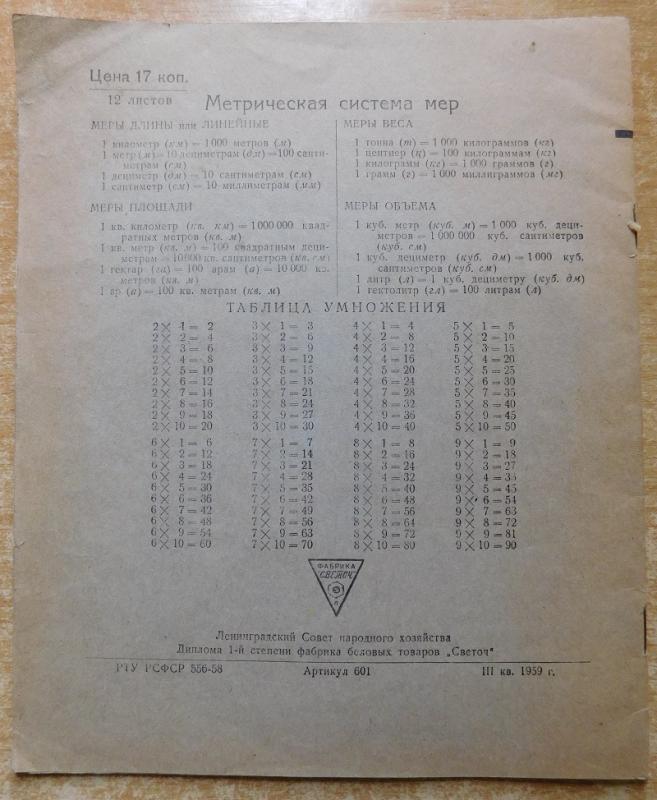 Цена 17 коп.
12 листов
Метрическая система мер
МЕРЫ ДЛИНЫ или ЛИНЕЙНЫЕ
1 километр (км) = 1 000 метров (м)
1 метр (м) = 10 дециметрам (дм) = 100 санти-
метрам (см)
1 дециметр (дм) = 10 сантиметрам (см)
1 сантиметр (см) = 10 миллиметрам (мм)
МЕРЫ ПЛОЩАДИ
1 кв. километр (кв. км) = 1 000 000 квад-
ратных метров (кв. м)
1 кв. метр (кв. м) = 100 квадратным деци-
метрам = 10 000 кв. сантиметров (кв. см)
1 гектар (га) = 100 арам (а) = 10 000 кв.
метров (кв. м)
1 ар (а) = 100 кв. метрам (кв. м)
МЕРЫ ВЕСА
1 тонна (т) = 1 000 килограммов (кг)
1 центнер (ц) = 100 килограммам (кг)
1 килограмм (кг) = 1 000 граммов (г)
1 грамм (г) = 1 000 миллиграммов (мг)
МЕРЫ ОБЪЕМА
1 куб. метр (куб. м) = 1 000 куб. деци-
метров = 1 000 000 куб. сантиметров
(куб. см)
1 куб. дециметр (куб. дм) = 1 000 куб.
сантиметров (куб. см)
1 литр (л) = 1 куб. дециметру (куб. дм)
1 гектолитр (гл) = 100 литрам (л)
ТАБЛИЦА УМНОЖЕНИЯ
2 × 1 = 2 3 × 1 = 3 4 × 1 = 4 5 × 1 = 5
2 × 2 = 4 3 × 2 = 6 4 × 2 = 8 5 × 2 = 10
2 × 3 = 6 3 × 3 = 9 4 × 3 = 12 5 × 3 = 15
2 × 4 = 8 3 × 4 = 12 4 × 4 = 16 5 × 4 = 20
2 × 5 = 10 3 × 5 = 15 4 × 5 = 20 5 × 5 = 25
2 × 6 = 12 3 × 6 = 18 4 × 6 = 24 5 × 6 = 30
2 × 7 = 14 3 × 7 = 21 4 × 7 = 28 5 × 7 = 35
2 × 8 = 16 3 × 8 = 24 4 × 8 = 32 5 × 8 = 40
2 × 9 = 18 3 × 9 = 27 4 × 9 = 36 5 × 9 = 45
2 × 10 = 20 3 × 10 = 30 4 × 10 = 40 5 × 10 = 50
6 × 1 = 6 7 × 1 = 7 8 × 1 = 8 9 × 1 = 9
6 × 2 = 12 7 × 2 = 14 8 × 2 = 16 9 × 2 = 18
6 × 3 = 18 7 × 3 = 21 8 × 3 = 24 9 × 3 = 27
6 × 4 = 24 7 × 4 = 28 8 × 4 = 32 9 × 4 = 36
6 × 5 = 30 7 × 5 = 35 8 × 5 = 40 9 × 5 = 45
6 × 6 = 36 7 × 6 = 42 8 × 6 = 48 9 × 6 = 54
6 × 7 = 42 7 × 7 = 49 8 × 7 = 56 9 × 7 = 63
6 × 8 = 48 7 × 8 = 56 8 × 8 = 64 9 × 8 = 72
6 × 9 = 54 7 × 9 = 63 8 × 9 = 72 9 × 9 = 81
6 × 10 = 60 7 × 10 = 70 8 × 10 = 80 9 × 10 = 90
ФАБРИКА
"СВЕТОЧ"
Ленинградский Совет народного хозяйства
Диплома 1-й степени фабрика беловых товаров „Светоч"
РТУ РСФСР 556-58 Артикул 601 III кв. 1959 г.